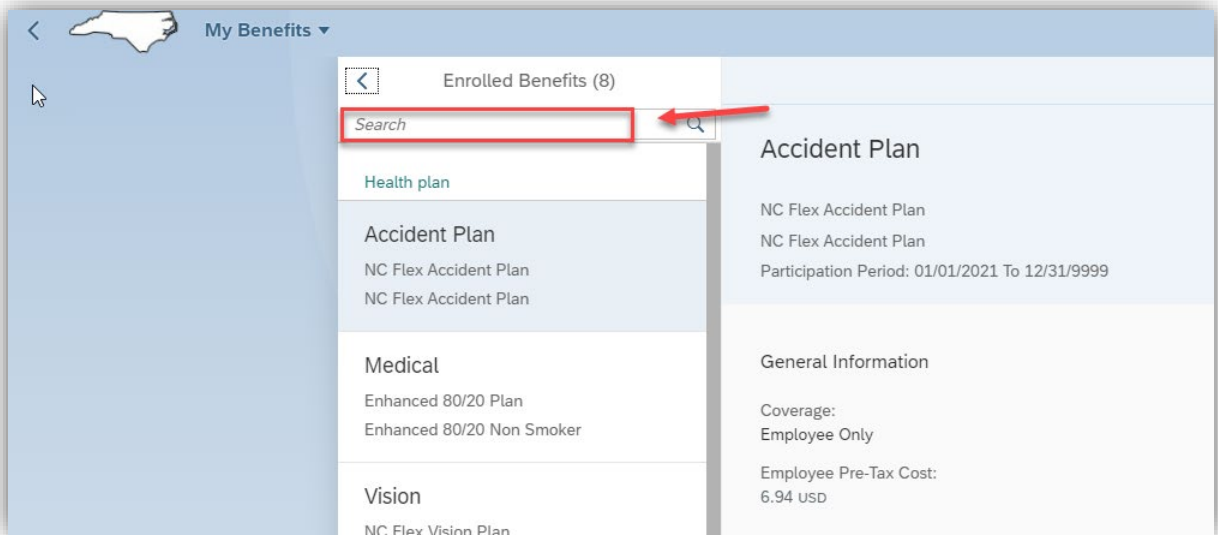 My Benefits
Enrolled Benefits (8)
Search
Health plan
Accident Plan
NC Flex Accident Plan
NC Flex Accident Plan
Medical
Enhanced 80/20 Plan
Enhanced 80/20 Non Smoker
Vision
NC Flex Vision Plan
Accident Plan
NC Flex Accident Plan
NC Flex Accident Plan
Participation Period: 01/01/2021 To 12/31/9999
General Information
Coverage:
Employee Only
Employee Pre-Tax Cost:
6.94 USD